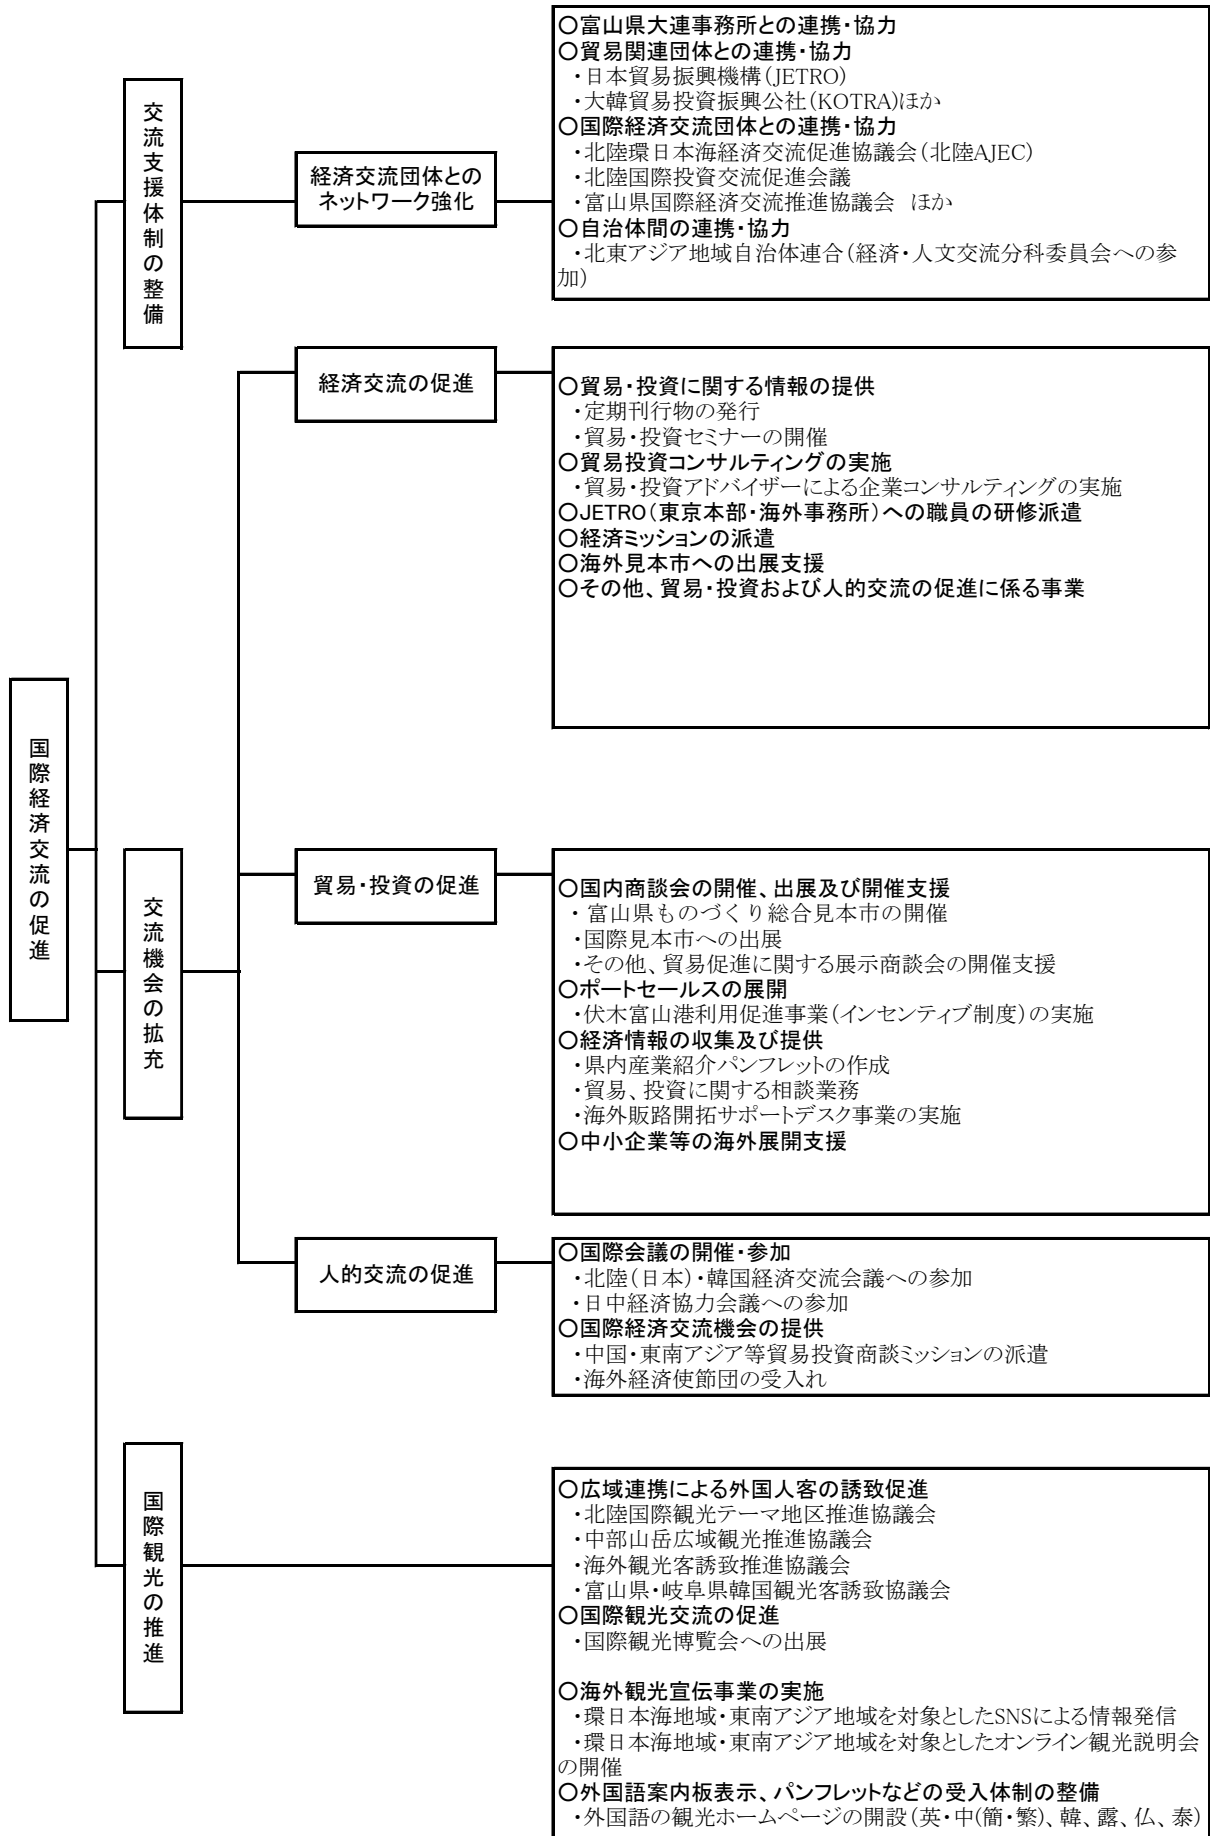 国際経済交流の促進
交流支援体制の整備
経済交流団体との
ネットワーク強化
○富山県大連事務所との連携・協力
○貿易関連団体との連携・協力
・日本貿易振興機構(JETRO)
・大韓貿易投資振興公社(KOTRA)ほか
○国際経済交流団体との連携・協力
・北陸環日本海経済交流促進協議会(北陸AJEC)
・北陸国際投資交流促進会議
・富山県国際経済交流推進協議会　ほか
○自治体間の連携・協力
・北東アジア地域自治体連合(経済・人文交流分科委員会への参
加)
交流機会の拡充
経済交流の促進
○貿易・投資に関する情報の提供
・定期刊行物の発行
・貿易・投資セミナーの開催
○貿易投資コンサルティングの実施
・貿易・投資アドバイザーによる企業コンサルティングの実施
○JETRO(東京本部・海外事務所)への職員の研修派遣
○経済ミッションの派遣
○海外見本市への出展支援
○その他、貿易・投資および人的交流の促進に係る事業
貿易・投資の促進
○国内商談会の開催、出展及び開催支援
・ 富山県ものづくり総合見本市の開催
・国際見本市への出展
・その他、貿易促進に関する展示商談会の開催支援
○ポートセールスの展開
・伏木富山港利用促進事業(インセンティブ制度)の実施
○経済情報の収集及び提供
・県内産業紹介パンフレットの作成
・貿易、投資に関する相談業務
・海外販路開拓サポートデスク事業の実施
○中小企業等の海外展開支援
人的交流の促進
○国際会議の開催・参加
・北陸(日本)・韓国経済交流会議への参加
・日中経済協力会議への参加
○国際経済交流機会の提供
・中国・東南アジア等貿易投資商談ミッションの派遣
・海外経済使節団の受入れ
国際観光の推進
○広域連携による外国人客の誘致促進
・北陸国際観光テーマ地区推進協議会
・中部山岳広域観光推進協議会
・海外観光客誘致推進協議会
・富山県・岐阜県韓国観光客誘致協議会
○国際観光交流の促進
・国際観光博覧会への出展
○海外観光宣伝事業の実施
・環日本海地域・東南アジア地域を対象としたSNSによる情報発信
・環日本海地域・東南アジア地域を対象としたオンライン観光説明会
の開催
○外国語案内板表示、パンフレットなどの受入体制の整備
・外国語の観光ホームページの開設(英・中(簡・繁)、韓、露、仏、泰)